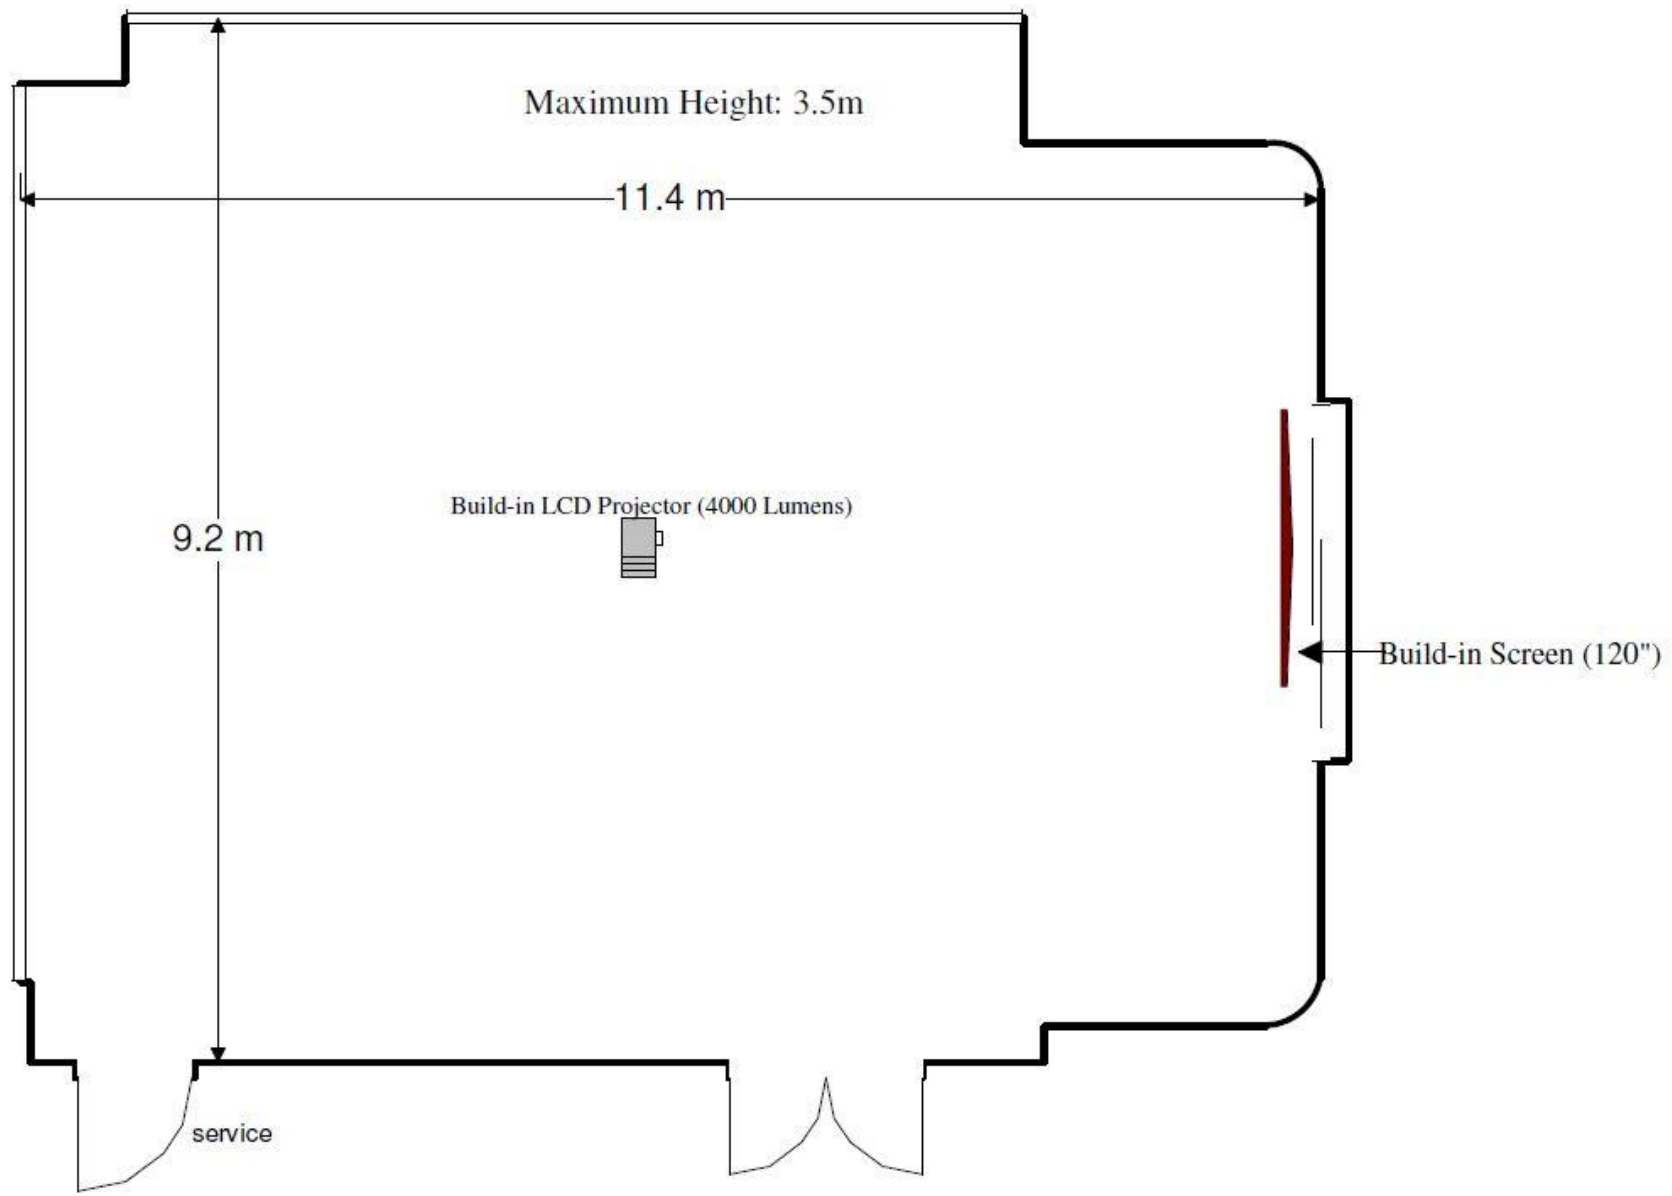 Maximum Height: 3.5m
11.4 m
Build-in LCD Projector (4000 Lumens)
9.2 m
Build-in Screen (120")
service